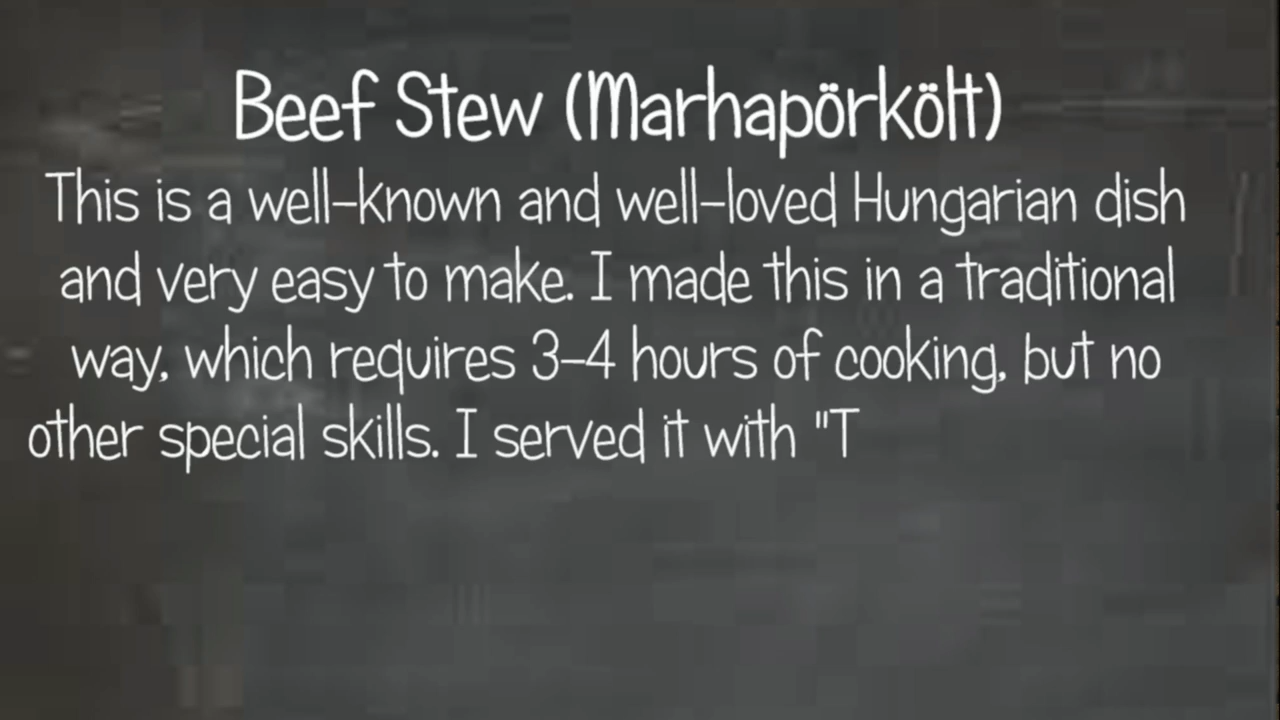 Beef Stew (Marhapörkölt)
This is a well-known and well-loved Hungarian dish
and very easy to make. I made this in a traditional
way, which requires 3-4 hours of cooking, but no
other special skills. I served it with "T